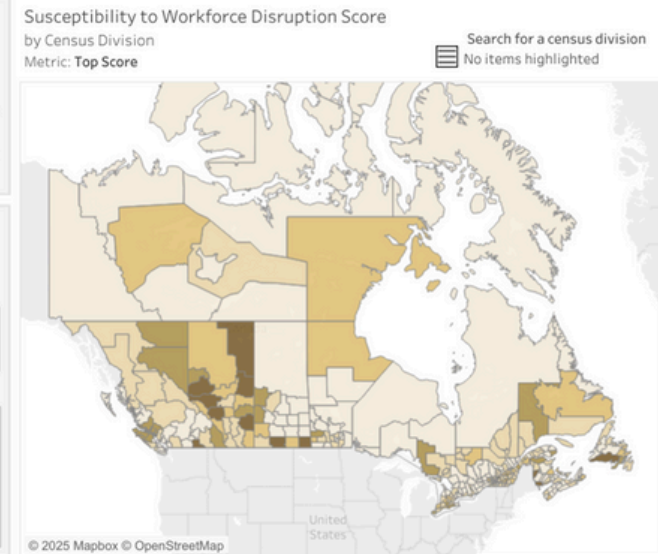 Susceptibility to Workforce Disruption Score
by Census Division
Metric: Top Score
Search for a census division
No items highlighted
United
States
© 2025 Mapbox © OpenStreetMap